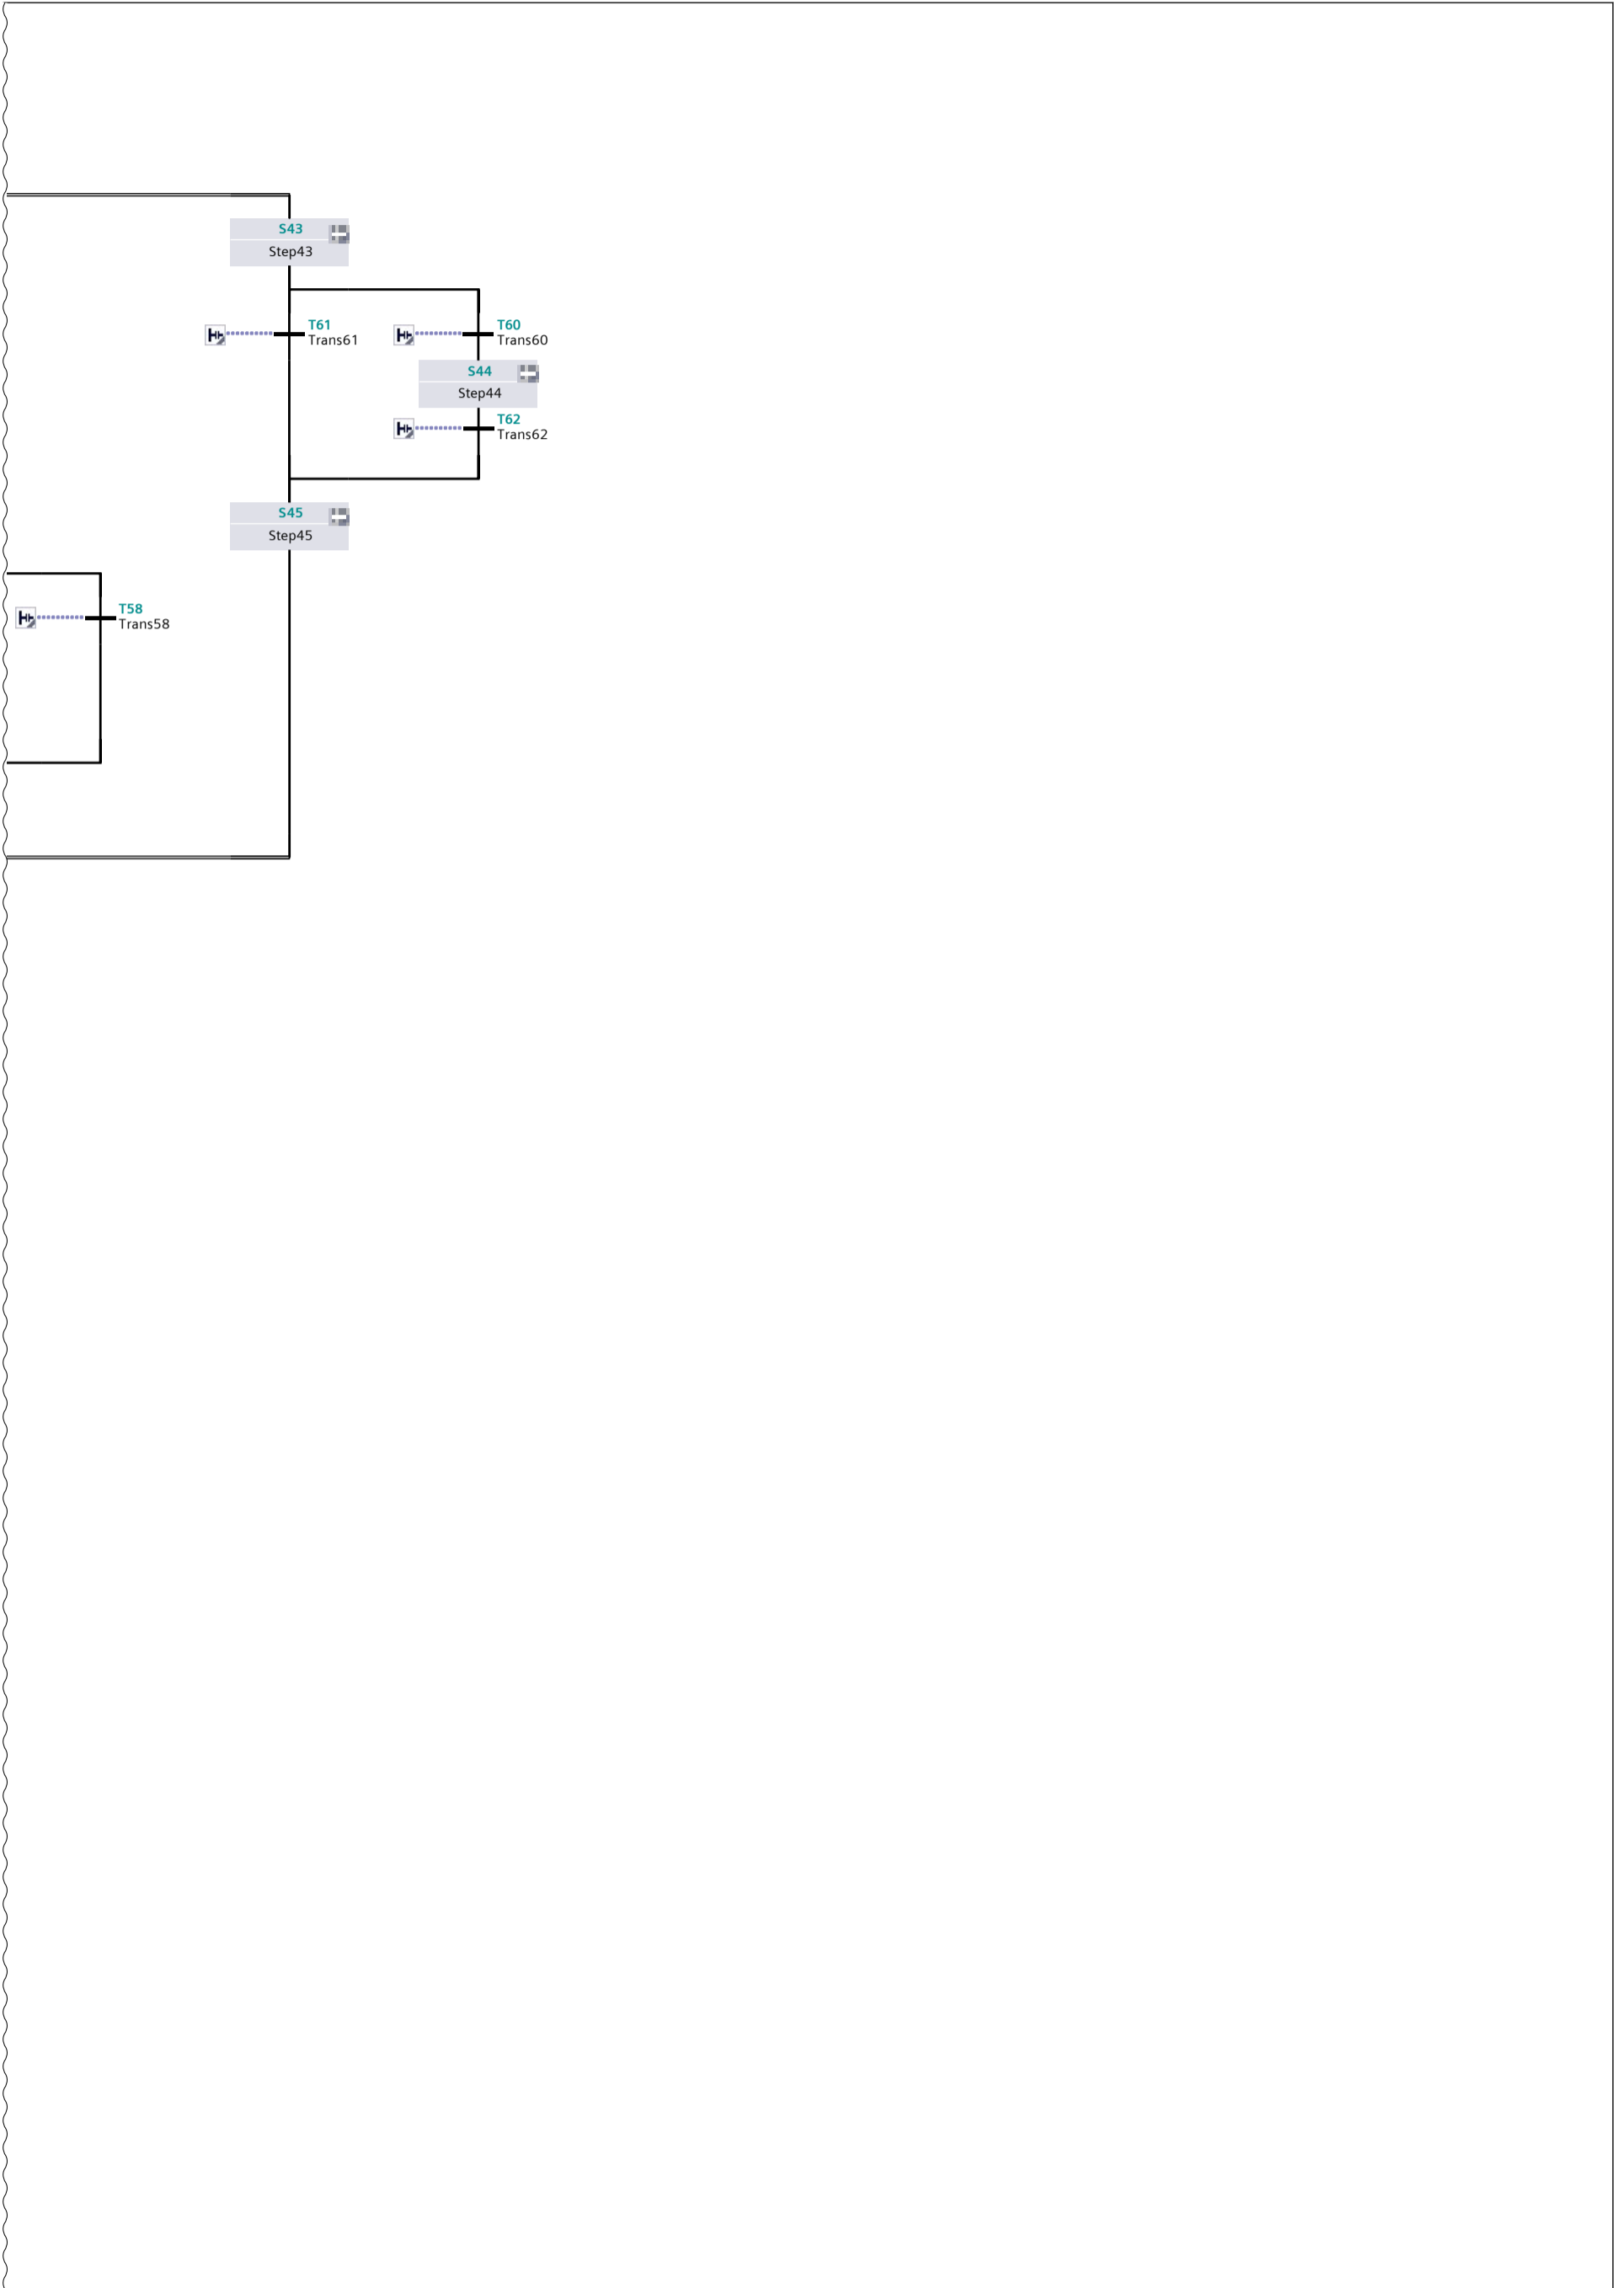 S43
Step43
T61
Trans61
T60
Trans60
S44
Step44
T62
Trans62
S45
Step45
T58
Trans58